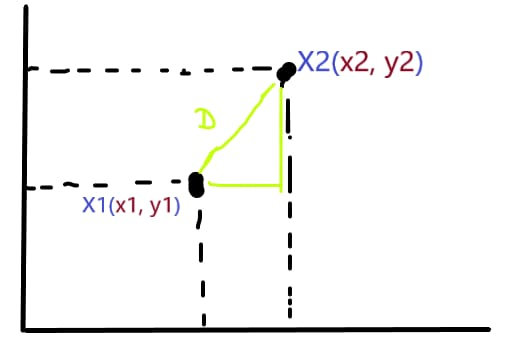 X2(x2, y2)
D
X1(x1, y1)